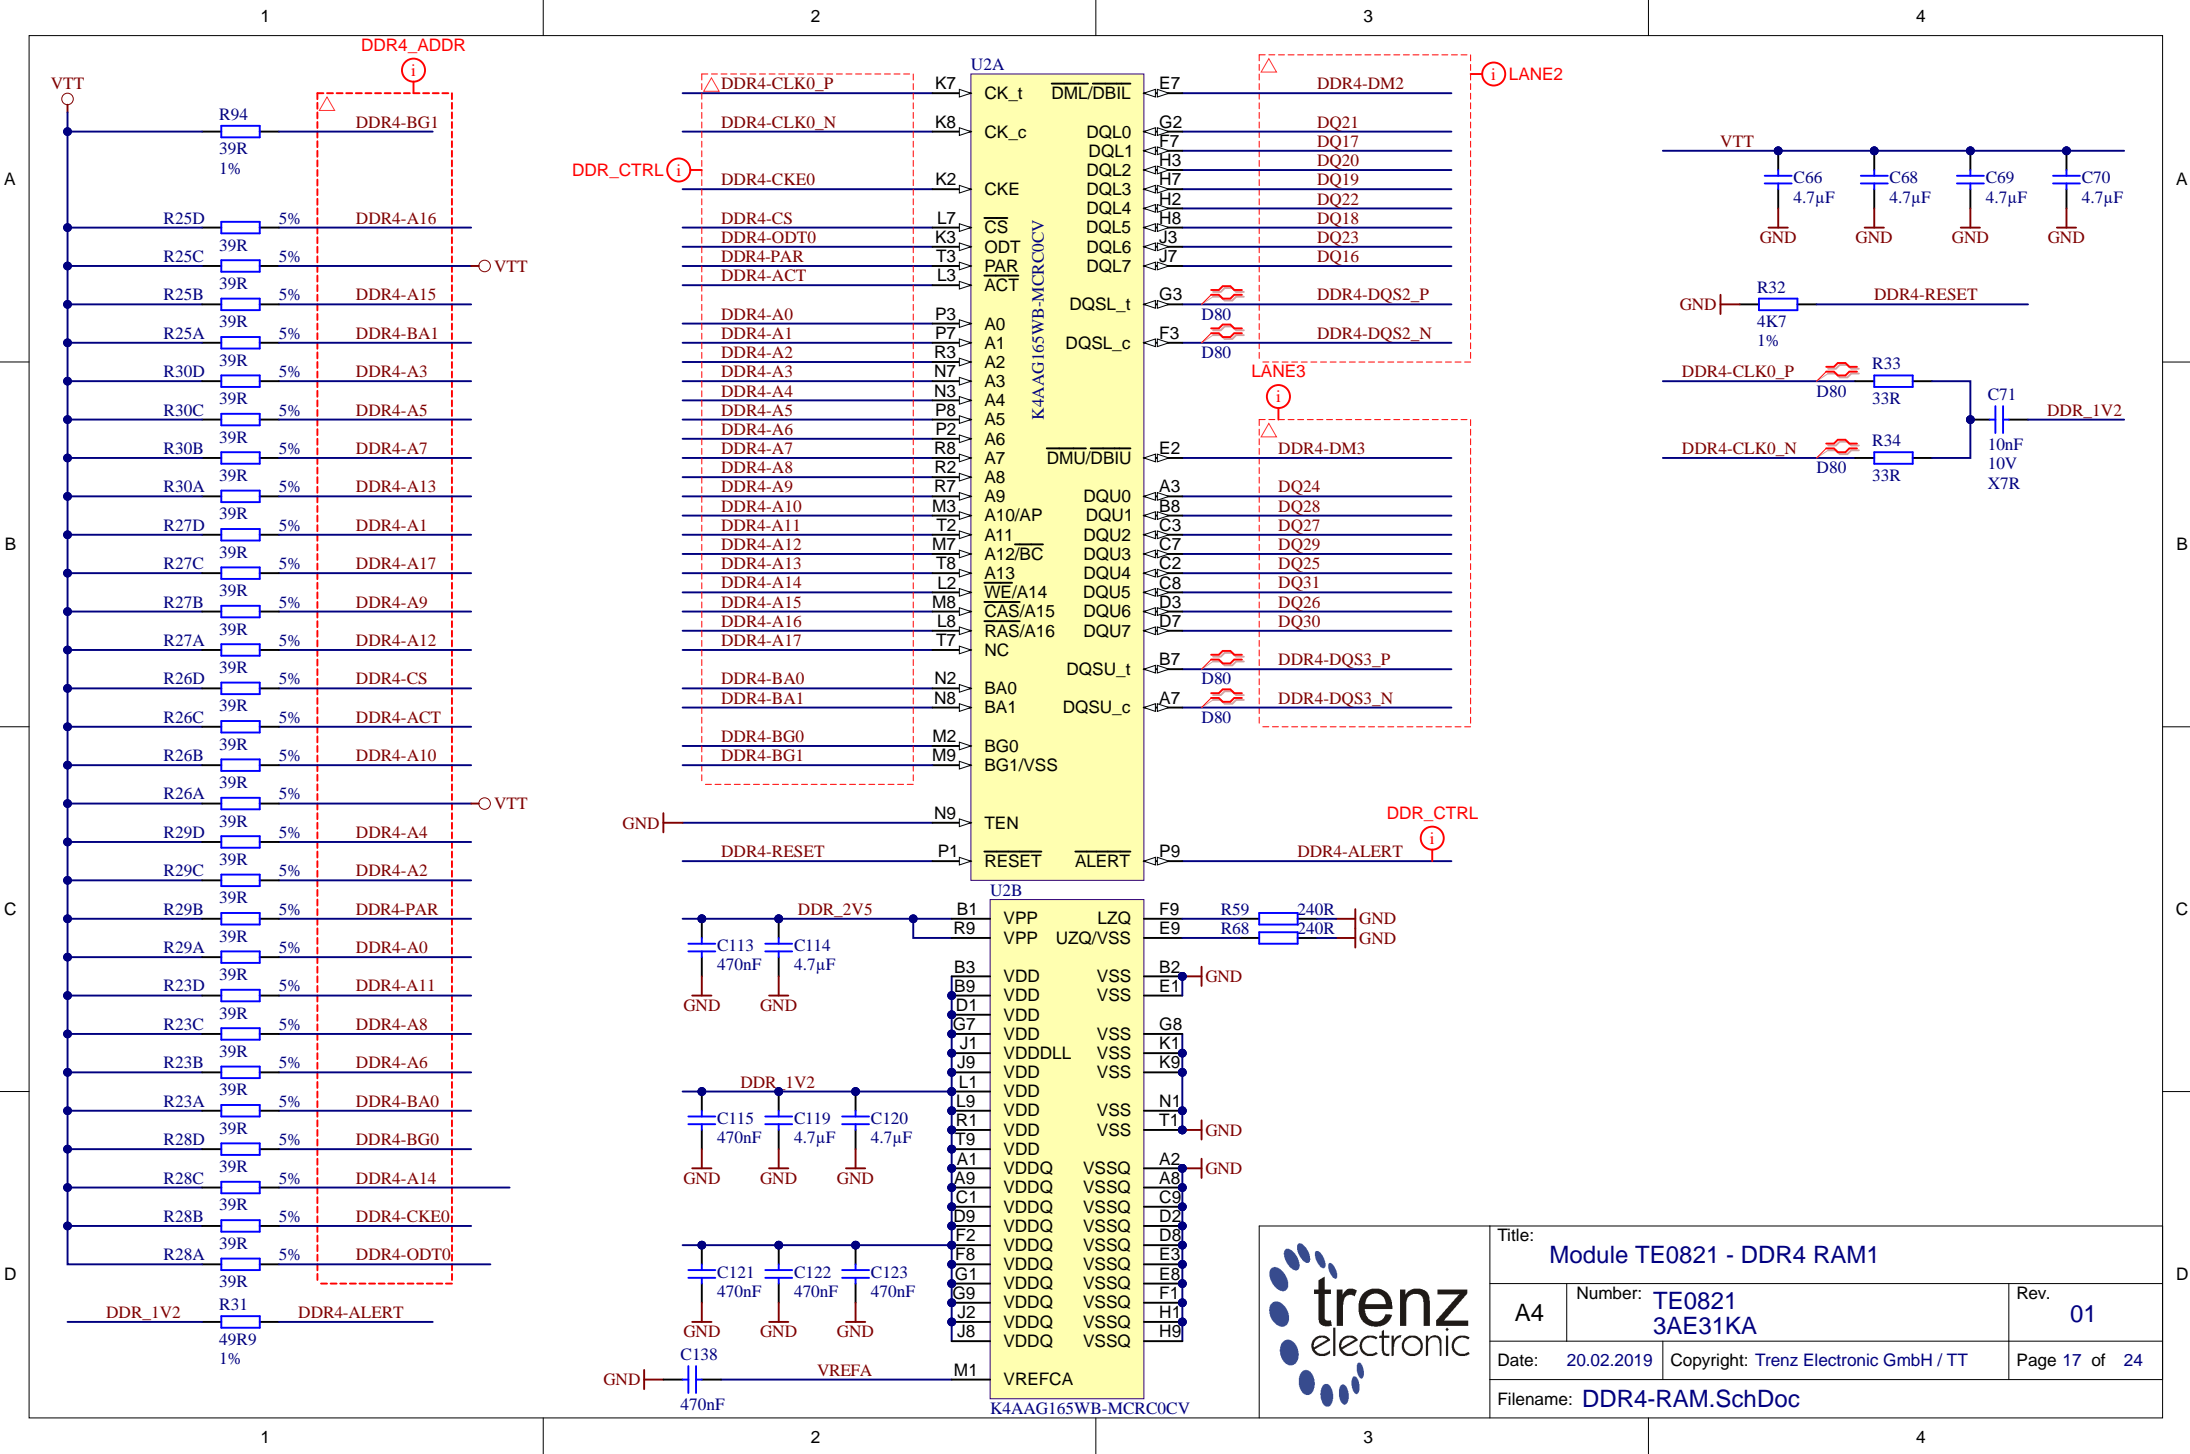 1
2
3
4
A
B
C
D
DDR4_ADDR
VTT
R94
39R
1%
DDR4-BG1
R25D 5% DDR4-A16
39R
R25C 5% VTT
39R
R25B 5% DDR4-A15
39R
R25A 5% DDR4-BA1
39R
R30D 5% DDR4-A3
39R
R30C 5% DDR4-A5
39R
R30B 5% DDR4-A7
39R
R30A 5% DDR4-A13
39R
R27D 5% DDR4-A1
39R
R27C 5% DDR4-A17
39R
R27B 5% DDR4-A9
39R
R27A 5% DDR4-A12
39R
R26D 5% DDR4-CS
39R
R26C 5% DDR4-ACT
39R
R26B 5% DDR4-A10
39R
R26A 5% VTT
39R
R29D 5% DDR4-A4
39R
R29C 5% DDR4-A2
39R
R29B 5% DDR4-PAR
39R
R29A 5% DDR4-A0
39R
R23D 5% DDR4-A11
39R
R23C 5% DDR4-A8
39R
R23B 5% DDR4-A6
39R
R23A 5% DDR4-BA0
39R
R28D 5% DDR4-BG0
39R
R28C 5% DDR4-A14
39R
R28B 5% DDR4-CKE0
39R
R28A 5% DDR4-ODT0
39R
DDR_1V2 R31 DDR4-ALERT
49R9
1%
DDR_CTRL
U2A
K4AAG165WB-MCRC0CV
DDR4-CLK0_P K7 CK_t
DDR4-CLK0_N K8 CK_c
DDR4-CKE0 K2 CKE
DDR4-CS L7 CS
DDR4-ODT0 K3 ODT
DDR4-PAR T3 PAR
DDR4-ACT L3 ACT
DDR4-A0 P3 A0
DDR4-A1 P7 A1
DDR4-A2 R3 A2
DDR4-A3 N7 A3
DDR4-A4 N3 A4
DDR4-A5 P8 A5
DDR4-A6 P2 A6
DDR4-A7 R8 A7
DDR4-A8 R2 A8
DDR4-A9 R7 A9
DDR4-A10 M3 A10/AP
DDR4-A11 T2 A11
DDR4-A12 M7 A12/BC
DDR4-A13 T8 A13
DDR4-A14 L2 WE/A14
DDR4-A15 M8 CAS/A15
DDR4-A16 L8 RAS/A16
DDR4-A17 T7 NC
DDR4-BA0 N2 BA0
DDR4-BA1 N8 BA1
DDR4-BG0 M2 BG0
DDR4-BG1 M9 BG1/VSS
GND N9 TEN
DDR4-RESET P1 RESET
LANE2
DML/DBIL E7 DDR4-DM2
DQL0 G2 DQ21
DQL1 F7 DQ17
DQL2 H3 DQ20
DQL3 H7 DQ19
DQL4 H2 DQ22
DQL5 H8 DQ18
DQL6 J3 DQ23
DQL7 J7 DQ16
DQSL_t G3 D80 DDR4-DQS2_P
DQSL_c F3 D80 DDR4-DQS2_N
LANE3
DMU/DBIU E2 DDR4-DM3
DQU0 A3 DQ24
DQU1 B8 DQ28
DQU2 C3 DQ27
DQU3 C7 DQ29
DQU4 C2 DQ25
DQU5 C8 DQ31
DQU6 D3 DQ26
DQU7 D7 DQ30
DQSU_t B7 D80 DDR4-DQS3_P
DQSU_c A7 D80 DDR4-DQS3_N
DDR_CTRL
ALERT P9 DDR4-ALERT
U2B
DDR_2V5 B1 VPP
R9 VPP
C113 470nF GND
C114 4.7µF GND
B3 VDD
B9 VDD
D1 VDD
G7 VDD
J1 VDDDLL
J9 VDD
DDR_1V2 L1 VDD
L9 VDD
R1 VDD
T9 VDD
C115 470nF GND
C119 4.7µF GND
C120 4.7µF GND
A1 VDDQ
A9 VDDQ
C1 VDDQ
D9 VDDQ
F2 VDDQ
F8 VDDQ
G1 VDDQ
G9 VDDQ
J2 VDDQ
J8 VDDQ
C121 470nF GND
C122 470nF GND
C123 470nF GND
GND C138 470nF VREFA M1 VREFCA
LZQ F9 R59 240R GND
UZQ/VSS E9 R68 240R GND
VSS B2 GND
VSS E1
VSS G8
VSS K1
VSS K9
VSS N1
VSS T1 GND
VSSQ A2 GND
VSSQ A8
VSSQ C9
VSSQ D2
VSSQ D8
VSSQ E3
VSSQ E8
VSSQ F1
VSSQ H1
VSSQ H9
K4AAG165WB-MCRC0CV
VTT
C66 4.7µF GND
C68 4.7µF GND
C69 4.7µF GND
C70 4.7µF GND
GND R32 DDR4-RESET
4K7
1%
DDR4-CLK0_P D80 R33
33R
DDR4-CLK0_N D80 R34
33R
C71 DDR_1V2
10nF
10V
X7R
trenz
electronic
Title:
Module TE0821 - DDR4 RAM1
A4
Number: TE0821
3AE31KA
Rev.
01
Date: 20.02.2019 Copyright: Trenz Electronic GmbH / TT Page 17 of 24
Filename: DDR4-RAM.SchDoc
1
2
3
4
A
B
C
D